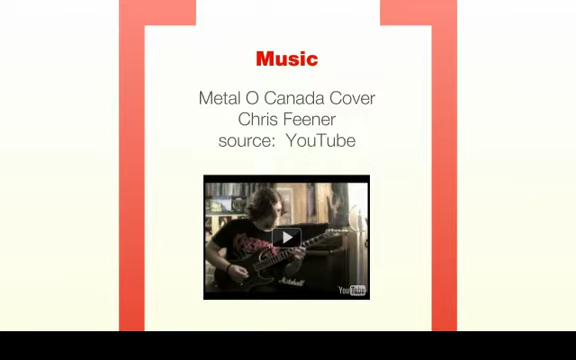 Music
Metal O Canada Cover
Chris Feener
source: YouTube
Marshall
YouTube